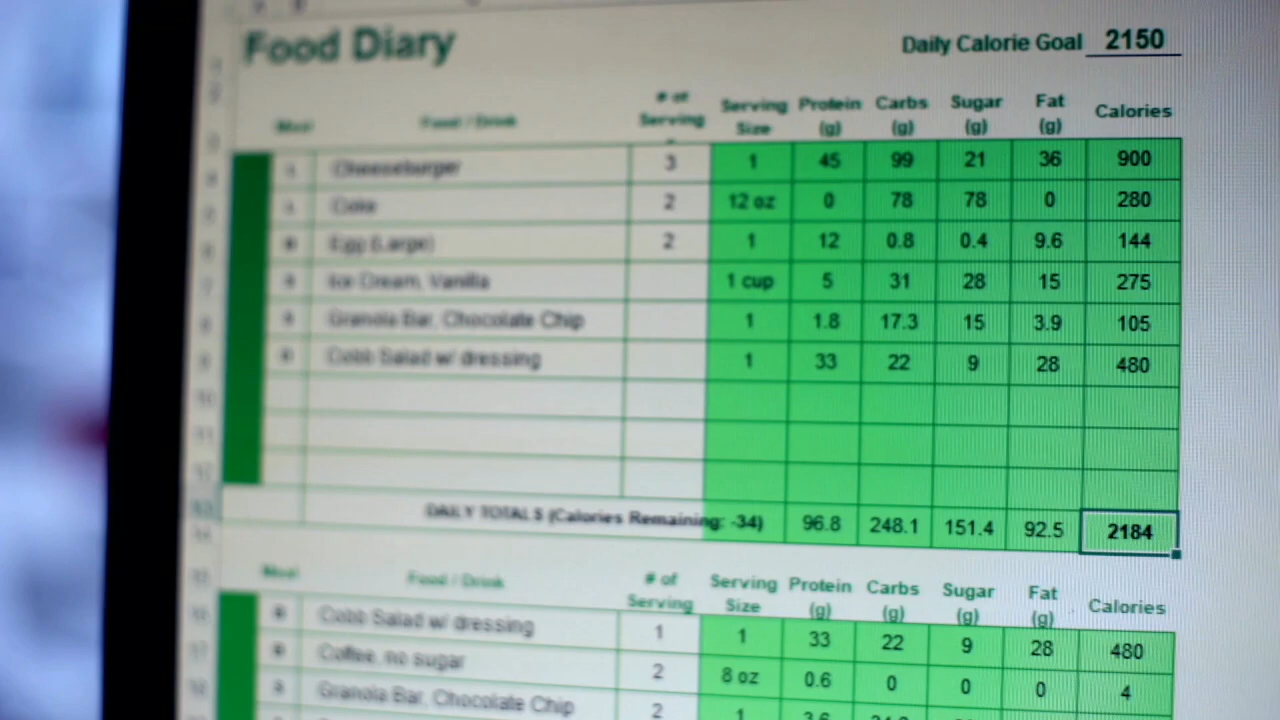 Food Diary Daily Calorie Goal 2150
Meal Food / Drink # of Serving Serving Size Protein (g) Carbs (g) Sugar (g) Fat (g) Calories
Cheeseburger 3 1 45 99 21 36 900
Coke 2 12 oz 0 78 78 0 280
Egg (Large) 2 1 12 0.8 0.4 9.6 144
Ice Cream, Vanilla 1 cup 5 31 28 15 275
Granola Bar, Chocolate Chip 1 1.8 17.3 15 3.9 105
Cobb Salad w/ dressing 1 33 22 9 28 480
DAILY TOTALS (Calories Remaining: -34) 96.8 248.1 151.4 92.5 2184
Meal Food / Drink # of Serving Serving Size Protein (g) Carbs (g) Sugar (g) Fat (g) Calories
Cobb Salad w/ dressing 1 1 33 22 9 28 480
Coffee, no sugar 2 8 oz 0.6 0 0 0 4
Granola Bar, Chocolate Chip 2 1 3.6